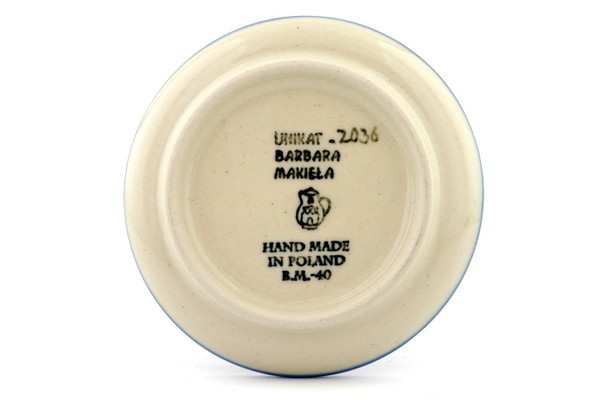 UNIKAT - 2036
BARBARA
MAKIEŁA
HAND MADE
IN POLAND
B.M.-40